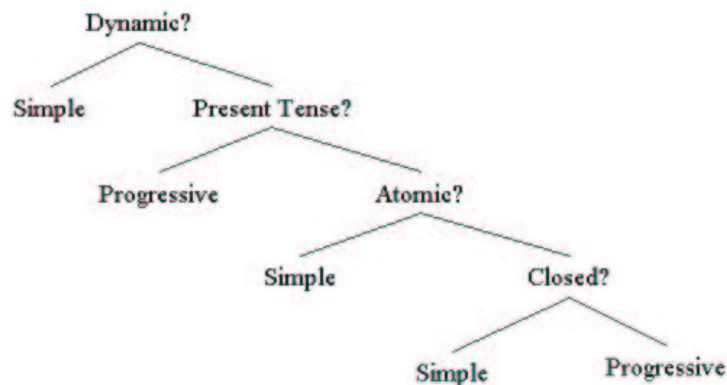 Dynamic?
Simple Present Tense?
Progressive Atomic?
Simple Closed?
Simple Progressive